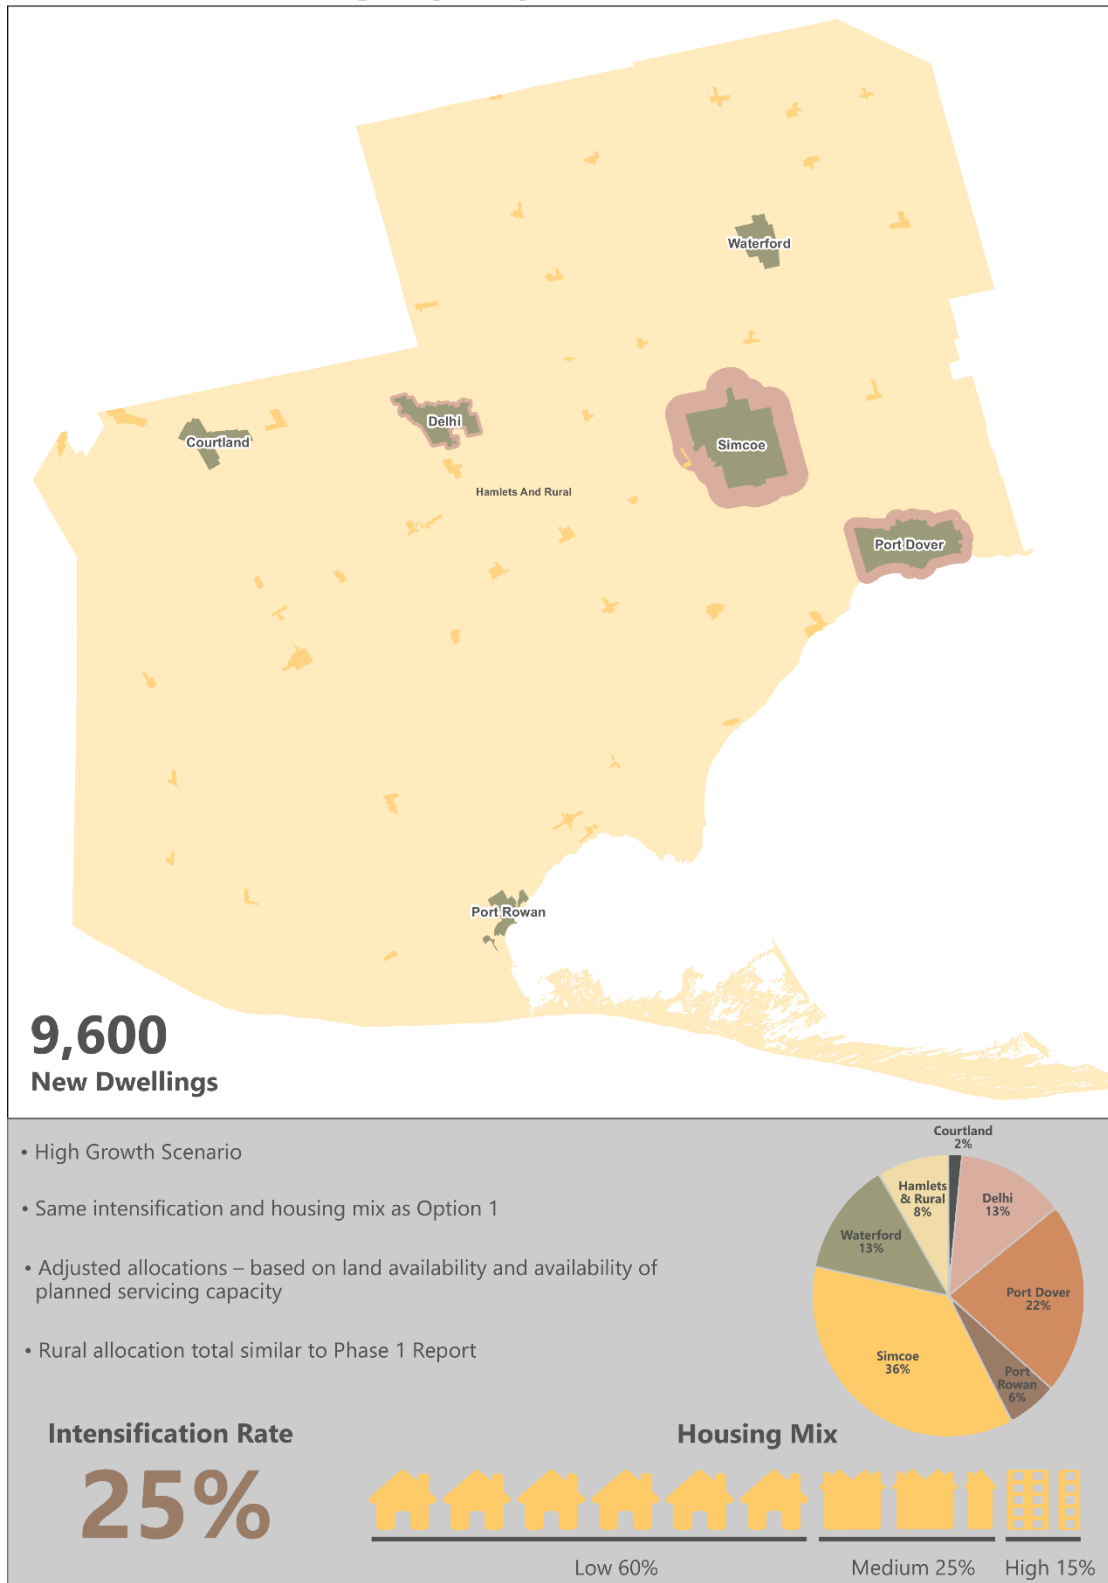 Waterford
Delhi
Courtland
Simcoe
Hamlets And Rural
Port Dover
Port Rowan
9,600
New Dwellings
• High Growth Scenario
• Same intensification and housing mix as Option 1
• Adjusted allocations – based on land availability and availability of
planned servicing capacity
• Rural allocation total similar to Phase 1 Report
Courtland
2%
Hamlets
& Rural
8%
Delhi
13%
Waterford
13%
Port Dover
22%
Simcoe
36%
Port
Rowan
6%
Intensification Rate
25%
Housing Mix
Low 60%
Medium 25%
High 15%